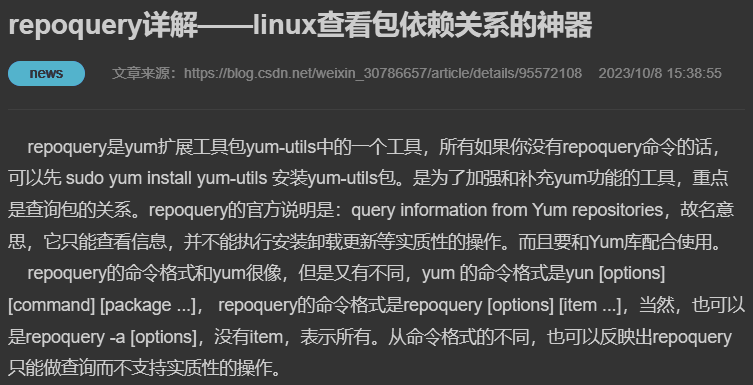 repoquery详解——linux查看包依赖关系的神器
news 文章来源：https://blog.csdn.net/weixin_30786657/article/details/95572108 2023/10/8 15:38:55
repoquery是yum扩展工具包yum-utils中的一个工具，所有如果你没有repoquery命令的话，
可以先 sudo yum install yum-utils 安装yum-utils包。是为了加强和补充yum功能的工具，重点
是查询包的关系。repoquery的官方说明是：query information from Yum repositories，故名意
思，它只能查看信息，并不能执行安装卸载更新等实质性的操作。而且要和Yum库配合使用。
repoquery的命令格式和yum很像，但是又有不同，yum 的命令格式是yun [options]
[command] [package ...]， repoquery的命令格式是repoquery [options] [item ...]，当然，也可以
是repoquery -a [options]，没有item，表示所有。从命令格式的不同，也可以反映出repoquery
只能做查询而不支持实质性的操作。